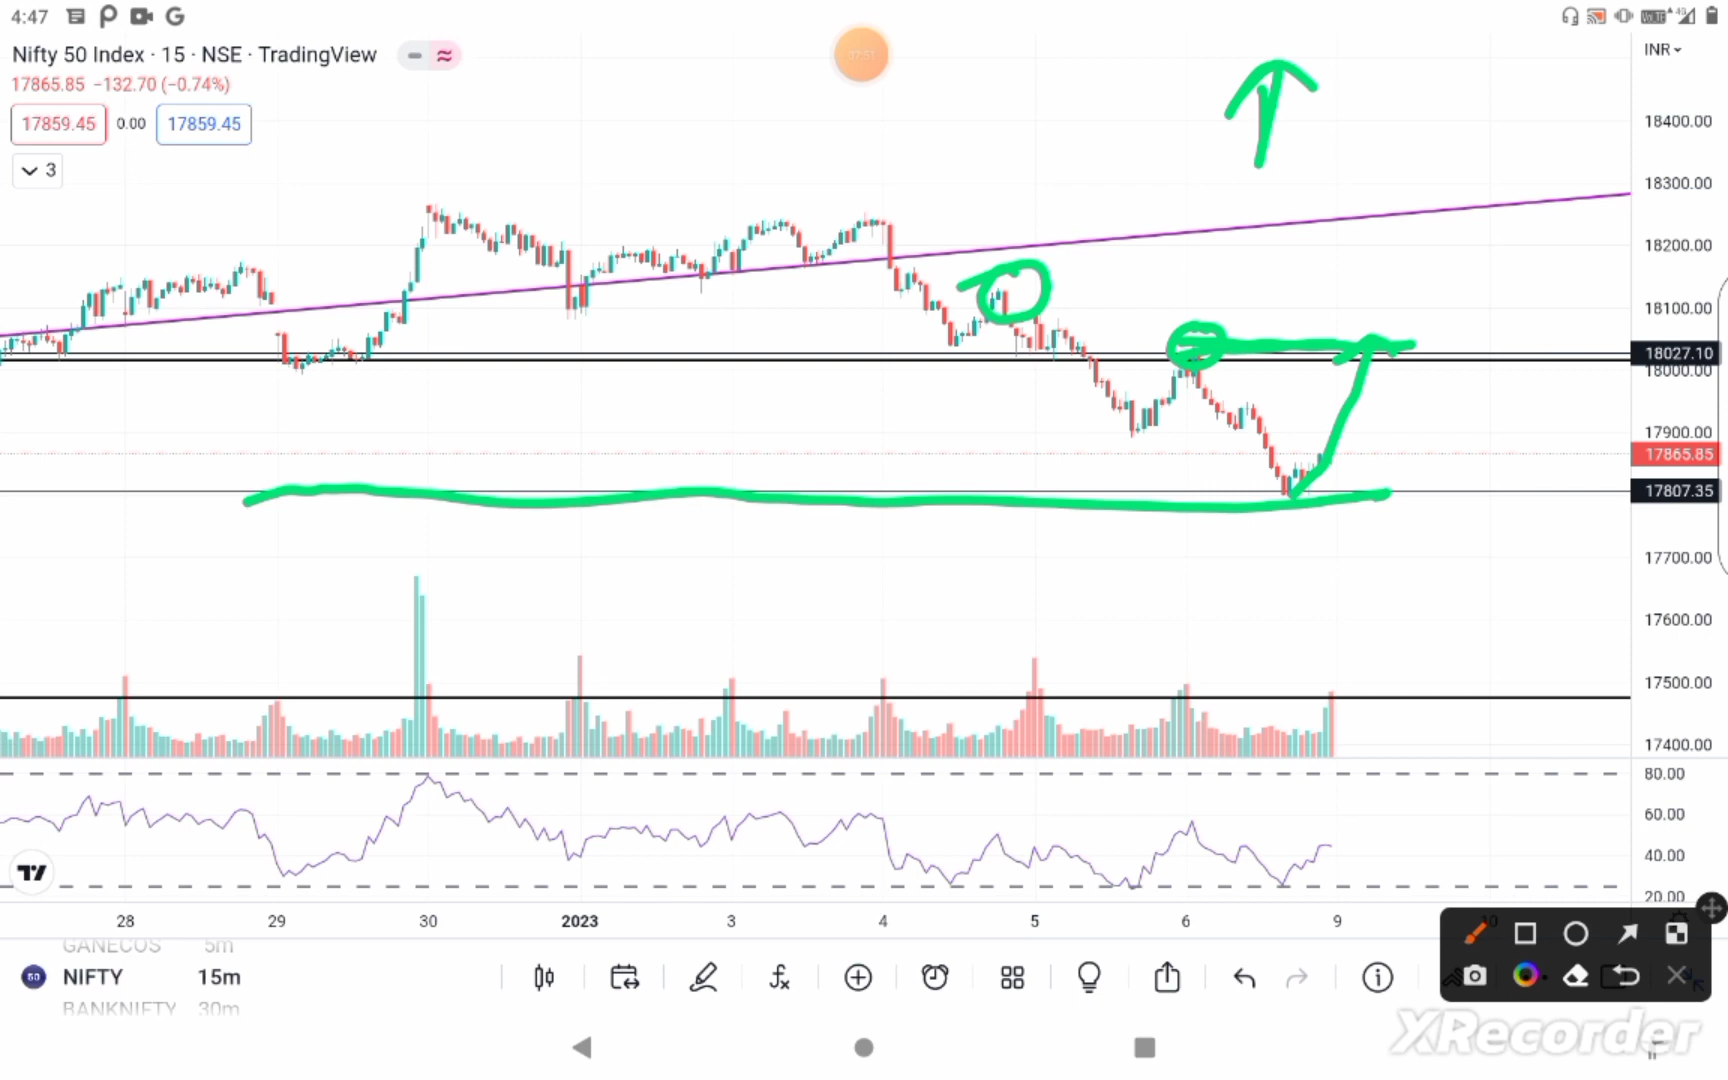 4:47
Nifty 50 Index · 15 · NSE · TradingView
INR
17865.85 −132.70 (−0.74%)
17859.45 0.00 17859.45
3
18400.00
18300.00
18200.00
18100.00
18027.10
18000.00
17900.00
17865.85
17807.35
17700.00
17600.00
17500.00
17400.00
80.00
60.00
40.00
20.00
28 29 30 2023 3 4 5 6 9 10
GANECOS 5m
50 NIFTY 15m
BANKNIFTY 30m
XRecorder